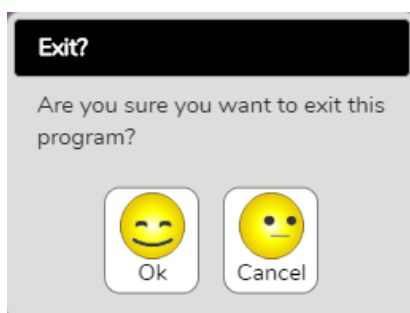 Exit?
Are you sure you want to exit this
program?
Ok
Cancel